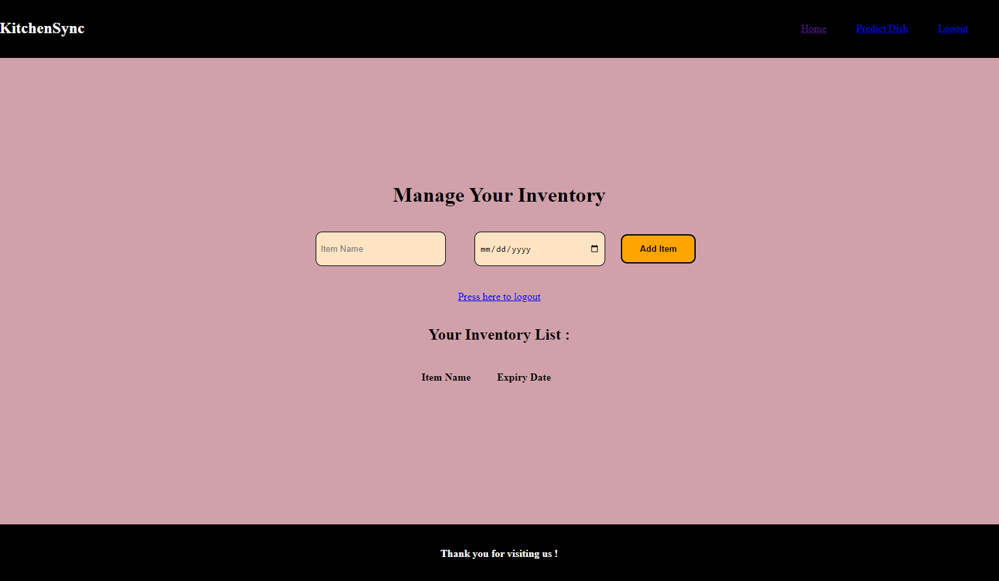 KitchenSync
Home Predict Dish Logout
Manage Your Inventory
Item Name mm/dd/yyyy Add Item
Press here to logout
Your Inventory List :
Item Name Expiry Date
Thank you for visiting us !